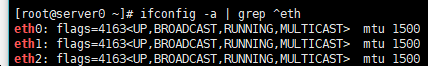 [root@server0 ~]# ifconfig -a | grep ^eth
eth0: flags=4163<UP,BROADCAST,RUNNING,MULTICAST>  mtu 1500
eth1: flags=4163<UP,BROADCAST,RUNNING,MULTICAST>  mtu 1500
eth2: flags=4163<UP,BROADCAST,RUNNING,MULTICAST>  mtu 1500